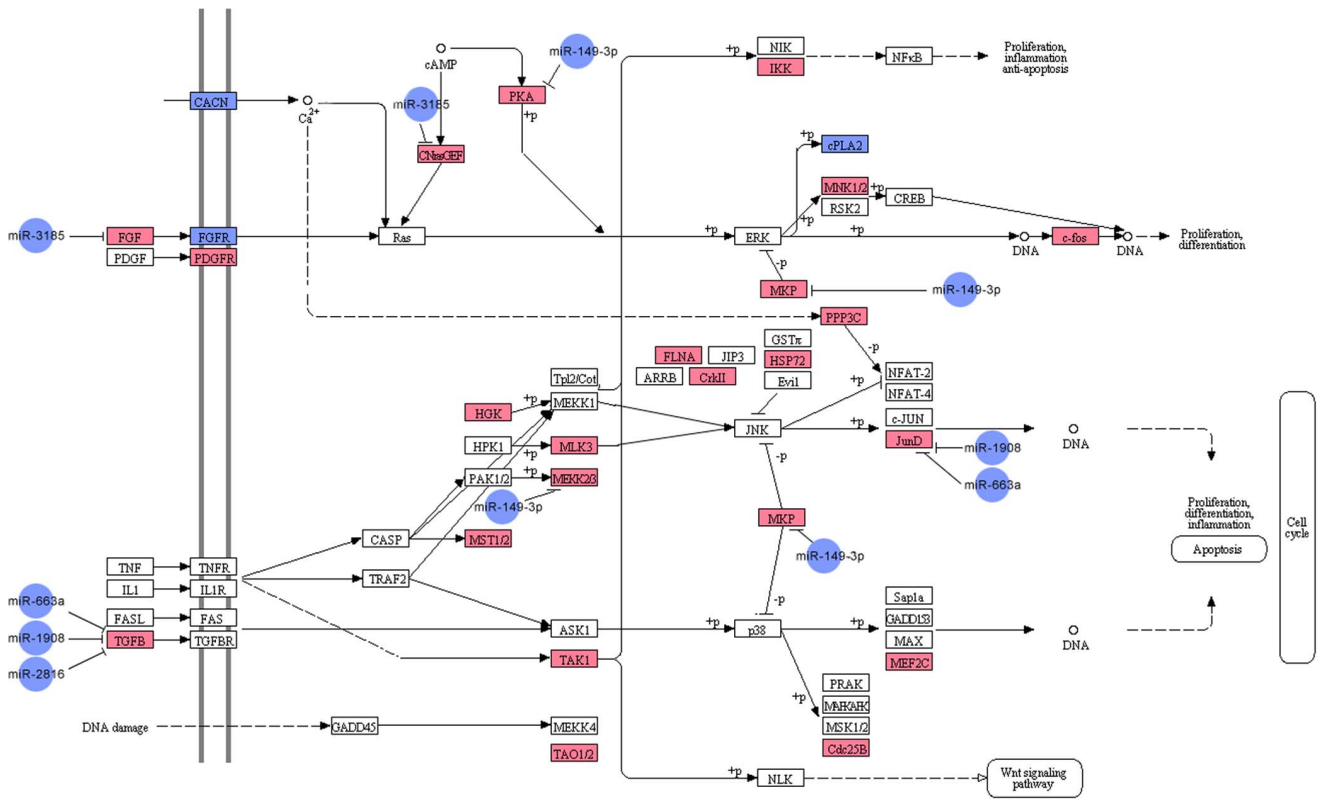 +p
NIK
IKK
NFκB
Proliferation,
inflammation
anti-apoptosis
miR-149-3p
cAMP
PKA
+p
CACN
Ca2+
miR-3185
CNrasGEF
+p
cPLA2
MNK1/2
+p
RSK2
CREB
+p
miR-3185
FGF
FGFR
Ras
+p
ERK
+p
DNA
c-fos
DNA
Proliferation,
differentiation
PDGF
PDGFR
-p
MKP
miR-149-3p
PPP3C
-p
GSTπ
FLNA
JIP3
HSP72
ARRB
CrkII
Evi1
NFAT-2
NFAT-4
+p
Tpl2/Cot
+p
MEKK1
HGK
JNK
+p
c-JUN
JunD
DNA
miR-1908
miR-663a
HPK1
+p
MLK3
-p
PAK1/2
+p
MEKK2/3
miR-149-3p
MKP
miR-149-3p
CASP
MST1/2
Proliferation,
differentiation,
inflammation
Apoptosis
Cell
cycle
TNF
TNFR
TRAF2
IL1
IL1R
-p
miR-663a
FASL
FAS
miR-1908
TGFB
TGFBR
miR-2816
ASK1
+p
p38
+p
Sap1a
GADD153
MAX
MEF2C
DNA
TAK1
+p
PRAK
MAPKAPK
MSK1/2
Cdc25B
DNA damage
GADD45
MEKK4
TAO1/2
+p
NLK
Wnt signaling
pathway